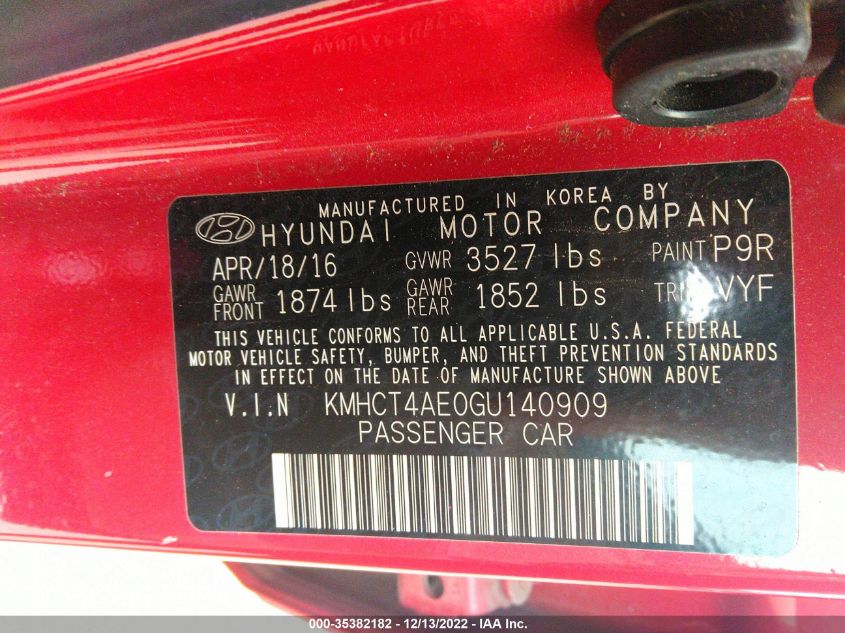 MANUFACTURED IN KOREA BY
HYUNDAI MOTOR COMPANY
APR/18/16 GVWR 3527 lbs PAINT P9R
GAWR FRONT 1874 lbs GAWR REAR 1852 lbs TRIM VYF
THIS VEHICLE CONFORMS TO ALL APPLICABLE U.S.A. FEDERAL
MOTOR VEHICLE SAFETY, BUMPER, AND THEFT PREVENTION STANDARDS
IN EFFECT ON THE DATE OF MANUFACTURE SHOWN ABOVE
V.I.N KMHCT4AE0GU140909
PASSENGER CAR
000-35382182 - 12/13/2022 - IAA Inc.